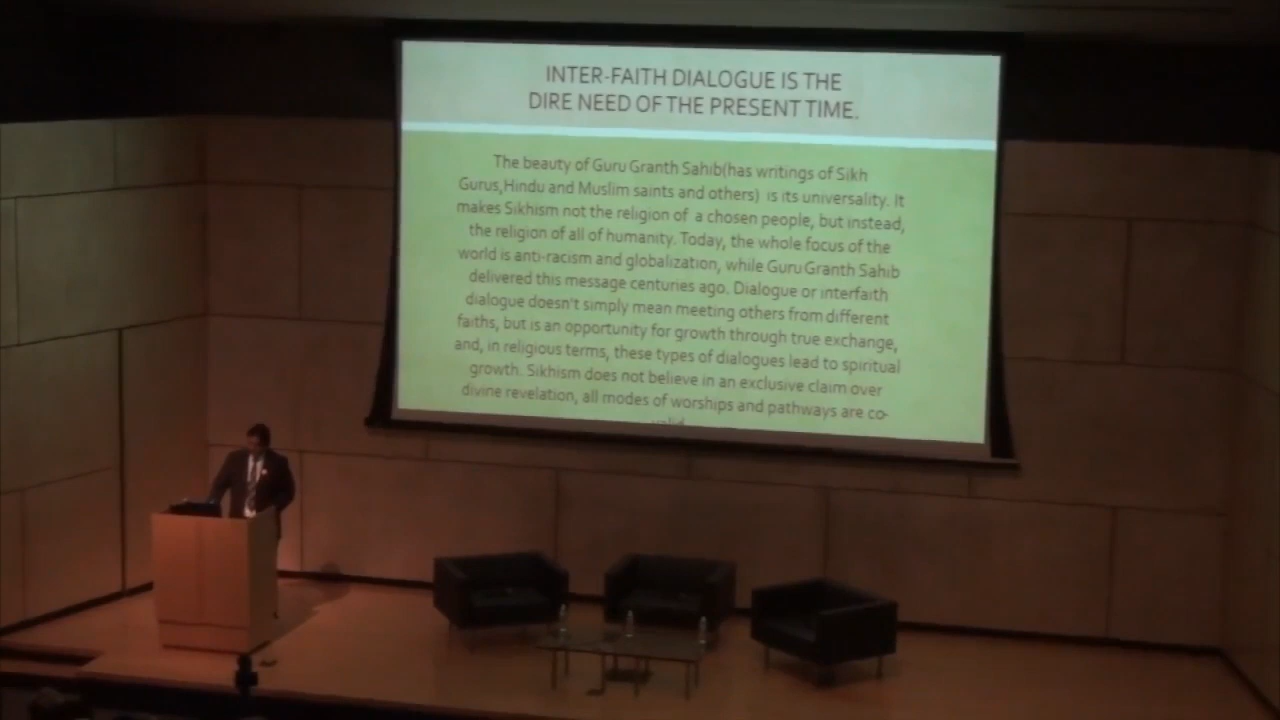 INTER-FAITH DIALOGUE IS THE
DIRE NEED OF THE PRESENT TIME.
The beauty of Guru Granth Sahib(has writings of Sikh
Gurus,Hindu and Muslim saints and others) is its universality. It
makes Sikhism not the religion of a chosen people, but instead,
the religion of all of humanity. Today, the whole focus of the
world is anti-racism and globalization, while Guru Granth Sahib
delivered this message centuries ago. Dialogue or interfaith
dialogue doesn't simply mean meeting others from different
faiths, but is an opportunity for growth through true exchange,
and, in religious terms, these types of dialogues lead to spiritual
growth. Sikhism does not believe in an exclusive claim over
divine revelation, all modes of worships and pathways are co-